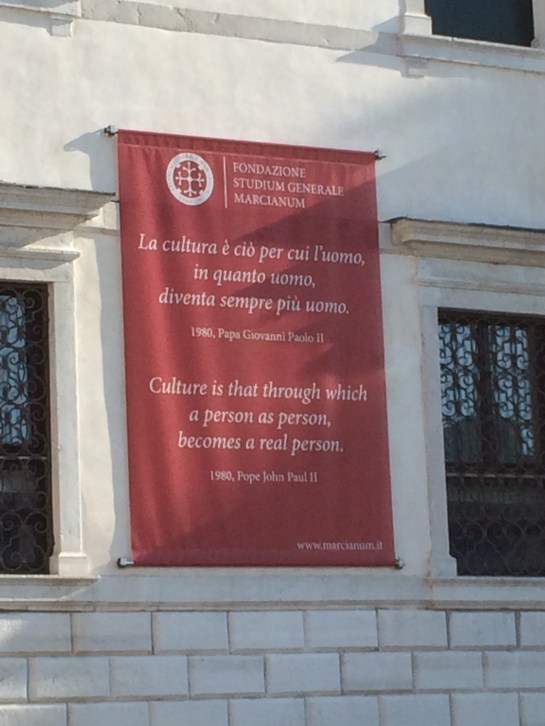 FONDAZIONE
STUDIUM GENERALE
MARCIANUM
La cultura è ciò per cui l'uomo,
in quanto uomo,
diventa sempre più uomo.
1980, Papa Giovanni Paolo II
Culture is that through which
a person as person,
becomes a real person.
1980, Pope John Paul II
www.marcianum.it